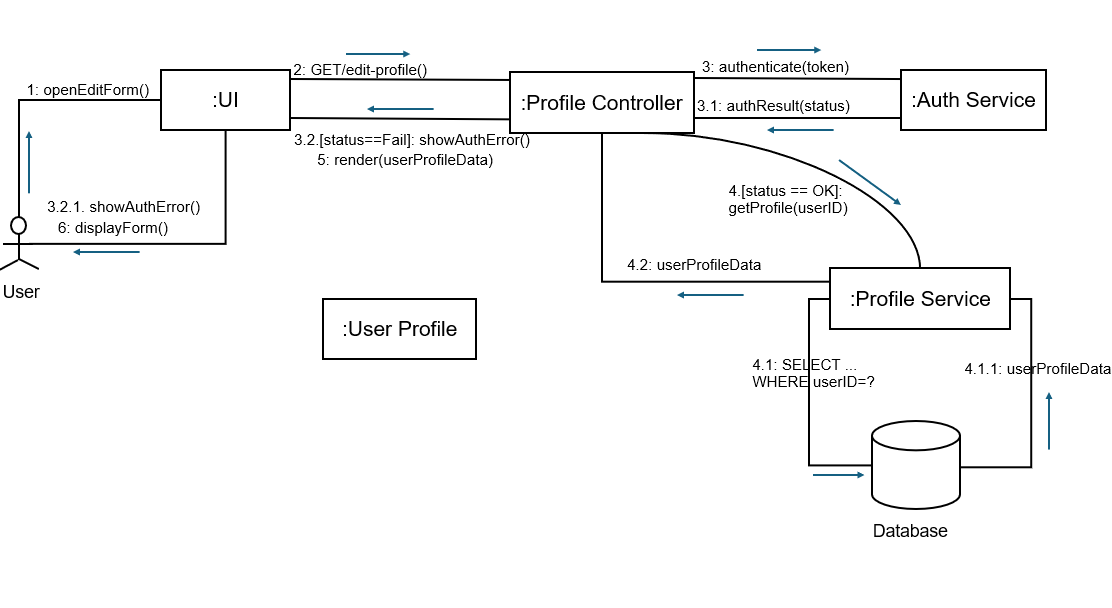 2: GET/edit-profile()
3: authenticate(token)
1: openEditForm()
:UI
:Profile Controller
:Auth Service
3.1: authResult(status)
3.2.[status==Fail]: showAuthError()
5: render(userProfileData)
4.[status == OK]:
getProfile(userID)
3.2.1. showAuthError()
6: displayForm()
4.2: userProfileData
User
:Profile Service
:User Profile
4.1: SELECT ...
WHERE userID=?
4.1.1: userProfileData
Database